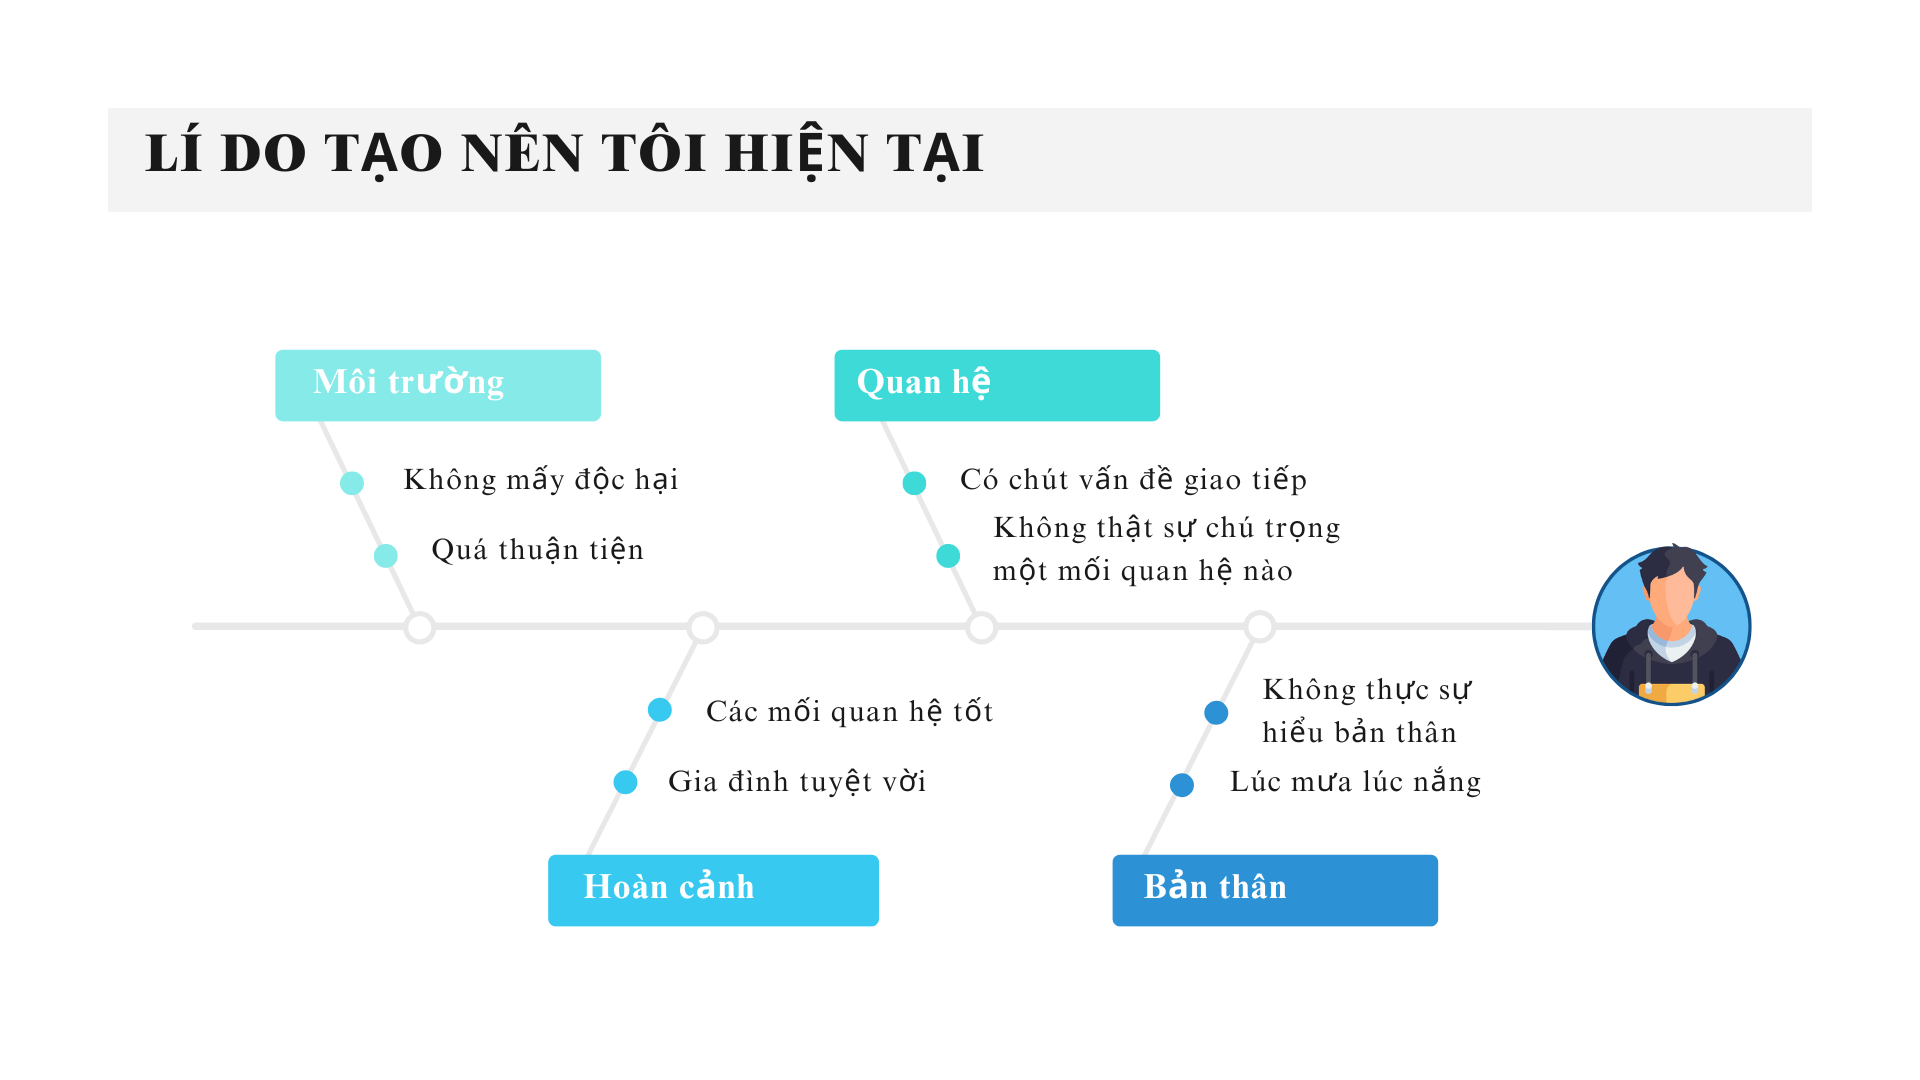 LÍ DO TẠO NÊN TÔI HIỆN TẠI
Môi trường
Không mấy độc hại
Quá thuận tiện
Quan hệ
Có chút vấn đề giao tiếp
Không thật sự chú trọng
một mối quan hệ nào
Các mối quan hệ tốt
Gia đình tuyệt vời
Hoàn cảnh
Không thực sự
hiểu bản thân
Lúc mưa lúc nắng
Bản thân